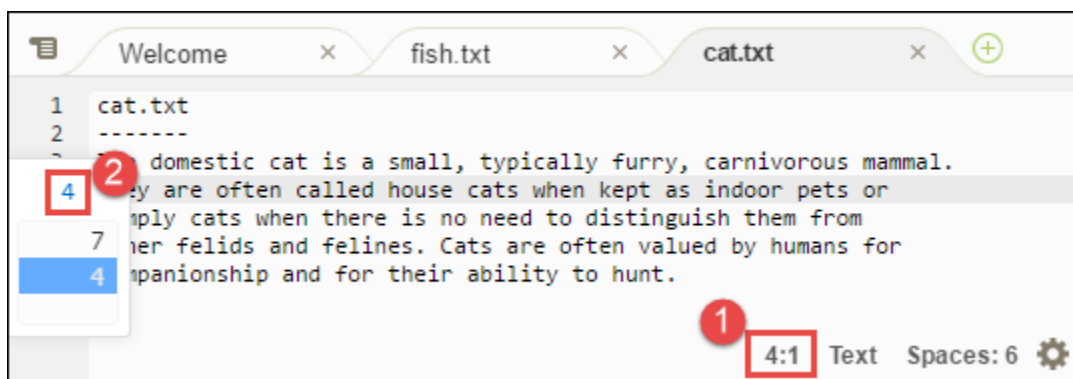 Welcome × fish.txt × cat.txt ×
1 cat.txt
2 -------
domestic cat is a small, typically furry, carnivorous mammal.
4 2 ey are often called house cats when kept as indoor pets or
mply cats when there is no need to distinguish them from
7 her felids and felines. Cats are often valued by humans for
4 mpanionship and for their ability to hunt.
1
4:1 Text Spaces: 6